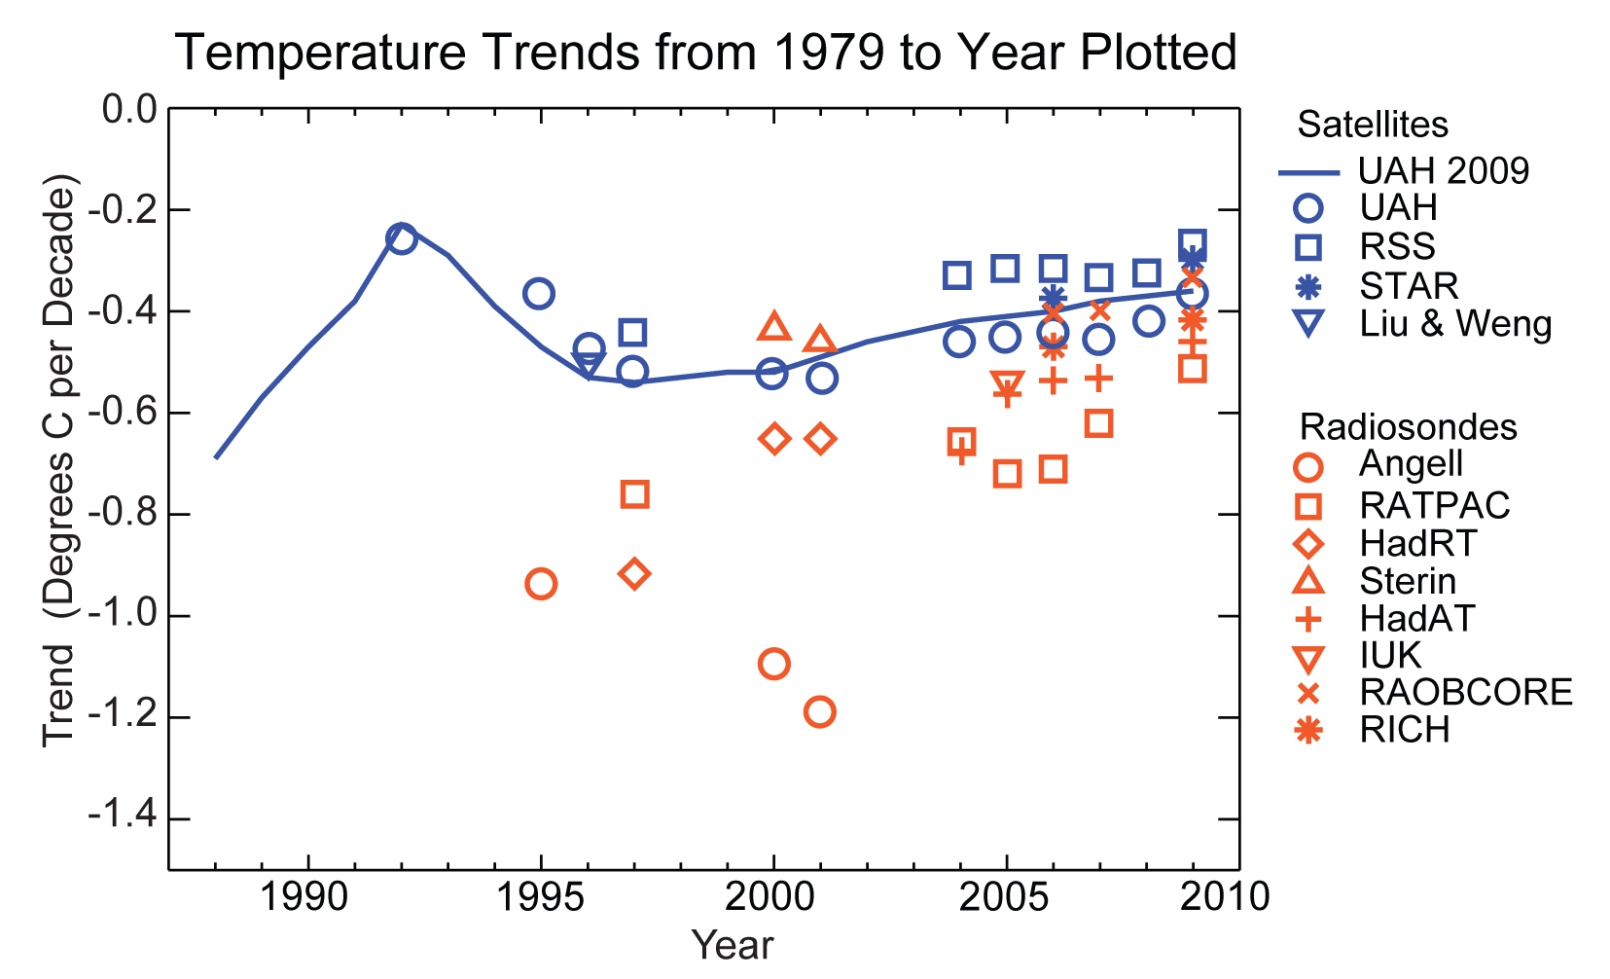 Temperature Trends from 1979 to Year Plotted
Trend (Degrees C per Decade)
0.0
-0.2
-0.4
-0.6
-0.8
-1.0
-1.2
-1.4
1990 1995 2000 2005 2010
Year
Satellites
UAH 2009
UAH
RSS
STAR
Liu & Weng
Radiosondes
Angell
RATPAC
HadRT
Sterin
HadAT
IUK
RAOBCORE
RICH